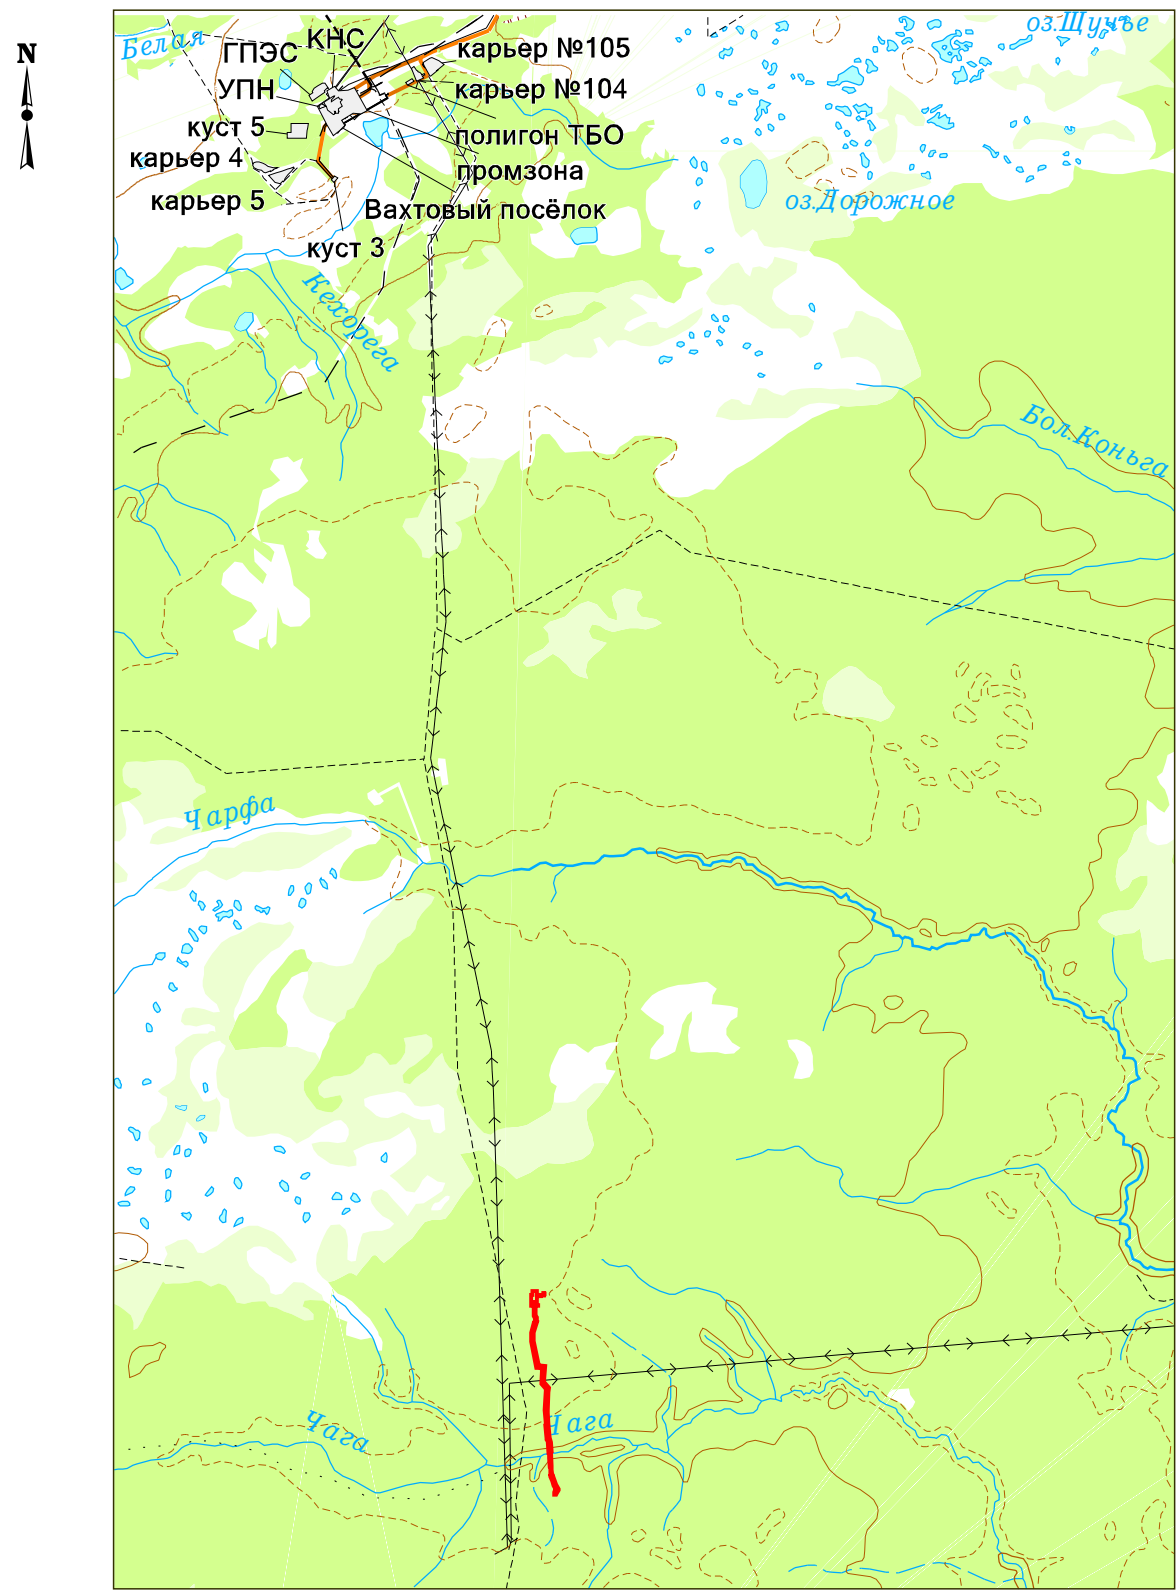 N
Белая
КНС
ГПЭС
УПН
куст 5
карьер 4
карьер 5
карьер №105
карьер №104
полигон ТБО
промзона
Вахтовый посёлок
куст 3
оз.Щучье
оз.Дорожное
Кехорега
Бол.Коньга
Чарфа
Чага
Чага